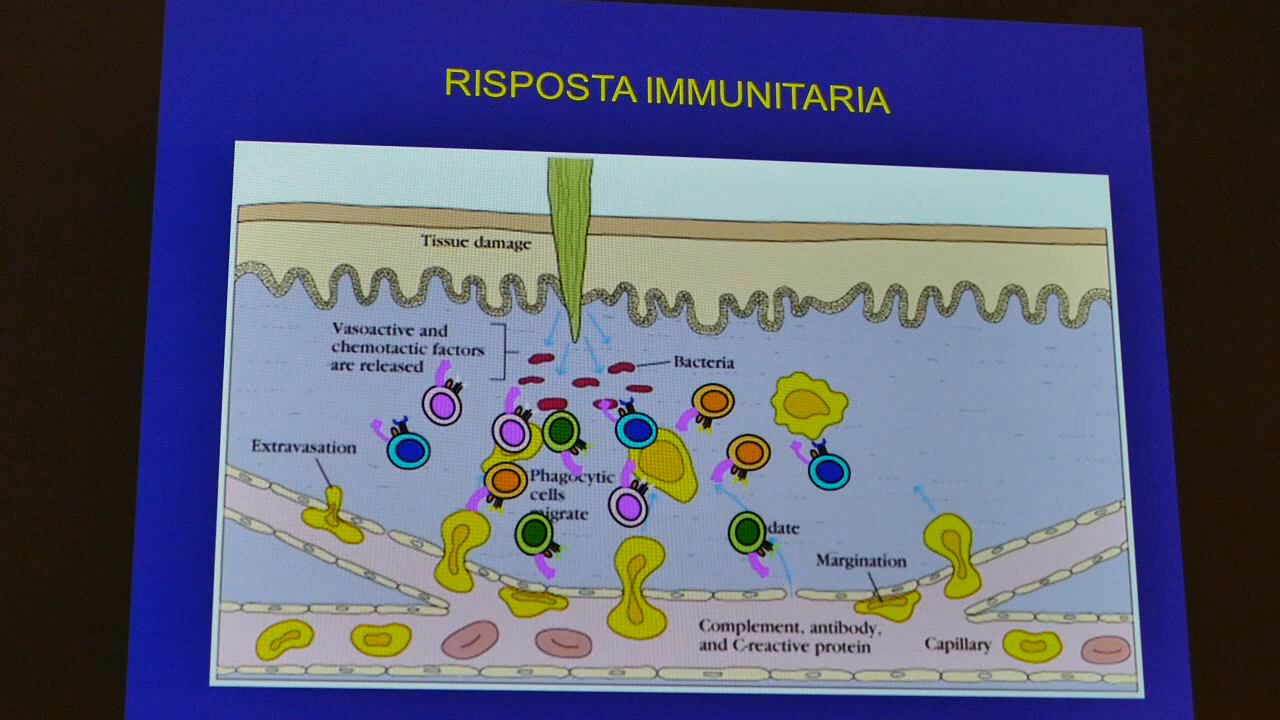 RISPOSTA IMMUNITARIA
Tissue damage
Vasoactive and
chemotactic factors
are released
Bacteria
Extravasation
Phagocytic
cells
date
Margination
Complement, antibody,
and C-reactive protein
Capillary